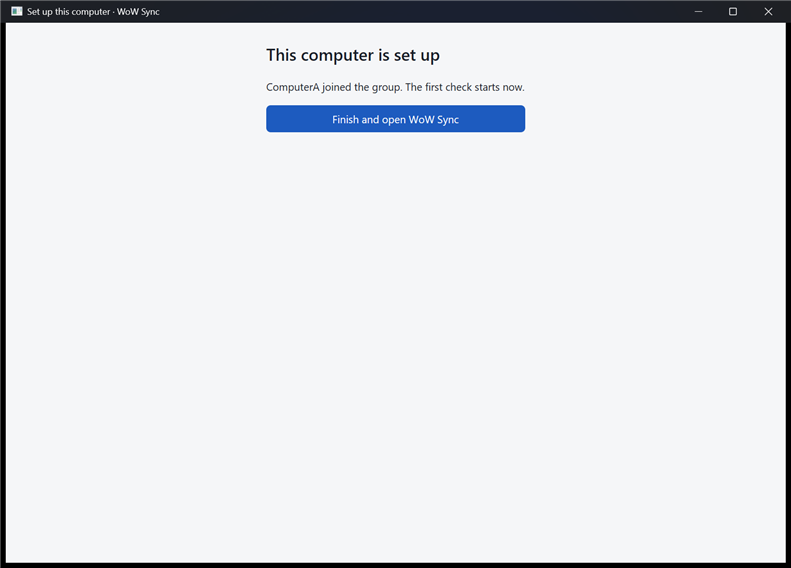 Set up this computer · WoW Sync
This computer is set up
ComputerA joined the group. The first check starts now.
Finish and open WoW Sync